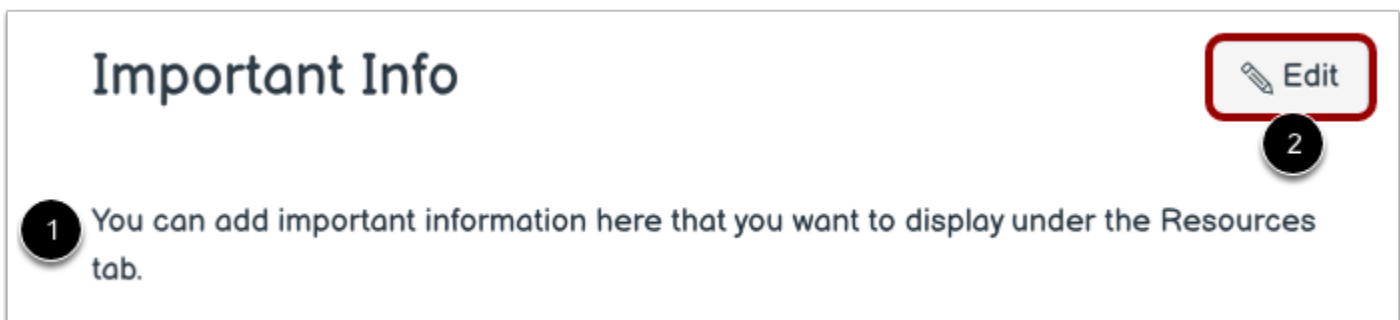 Important Info
Edit
2
1
You can add important information here that you want to display under the Resources
tab.